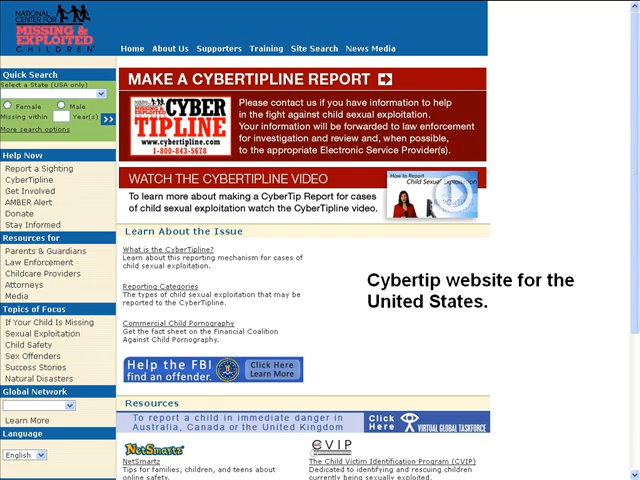 NATIONAL
CENTER FOR
MISSING &
EXPLOITED
CHILDREN
Home About Us Supporters Training Site Search News Media
Quick Search
Select a State (USA only)
Female Male
Missing within Year(s)
More search options
Help Now
Report a Sighting
CyberTipline
Get Involved
AMBER Alert
Donate
Stay Informed
Resources for
Parents & Guardians
Law Enforcement
Childcare Providers
Attorneys
Media
Topics of Focus
If Your Child Is Missing
Sexual Exploitation
Child Safety
Sex Offenders
Success Stories
Natural Disasters
Global Network
Learn More
Language
English
MAKE A CYBERTIPLINE REPORT
CYBER
TIPLINE
www.cybertipline.com
1-800-843-5678
Please contact us if you have information to help
in the fight against child sexual exploitation.
Your information will be forwarded to law enforcement
for investigation and review and, when possible,
to the appropriate Electronic Service Provider(s).
WATCH THE CYBERTIPLINE VIDEO
To learn more about making a CyberTip Report for cases
of child sexual exploitation watch the CyberTipline video.
How to Report
Child Sexual Exploitation
Learn About the Issue
What is the CyberTipline?
Learn about this reporting mechanism for cases of
child sexual exploitation.
Reporting Categories
The types of child sexual exploitation that may be
reported to the CyberTipline.
Commercial Child Pornography
Get the fact sheet on the Financial Coalition
Against Child Pornography.
Help the FBI
find an offender.
Click Here
Learn More
Cybertip website for the
United States.
Resources
To report a child in immediate danger in
Australia, Canada or the United Kingdom
Click
Here
VIRTUAL GLOBAL TASKFORCE
NetSmartz
NetSmartz
Tips for families, children, and teens about
online safety.
CVIP
The Child Victim Identification Program (CVIP)
Dedicated to identifying and rescuing children
currently being sexually exploited.